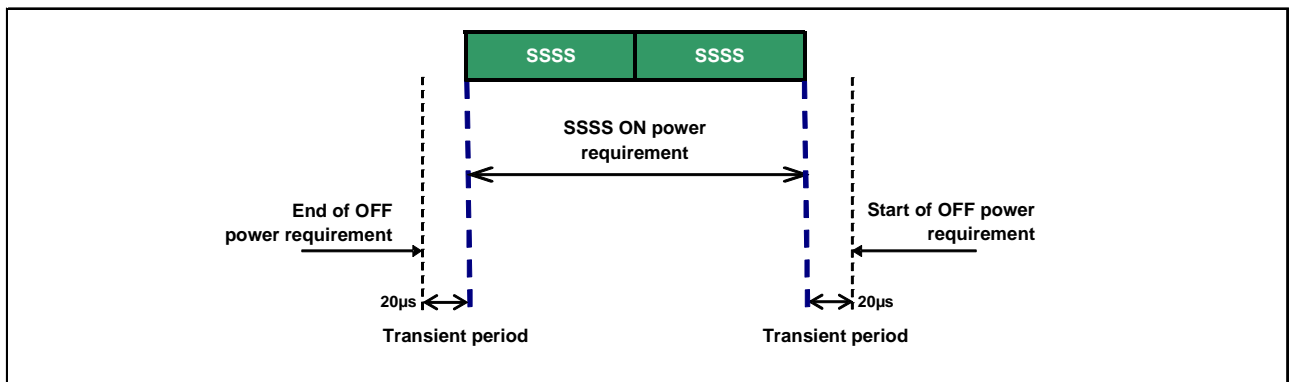 SSSS SSSS
SSSS ON power
requirement
End of OFF
power requirement
Start of OFF power
requirement
20µs
20µs
Transient period
Transient period